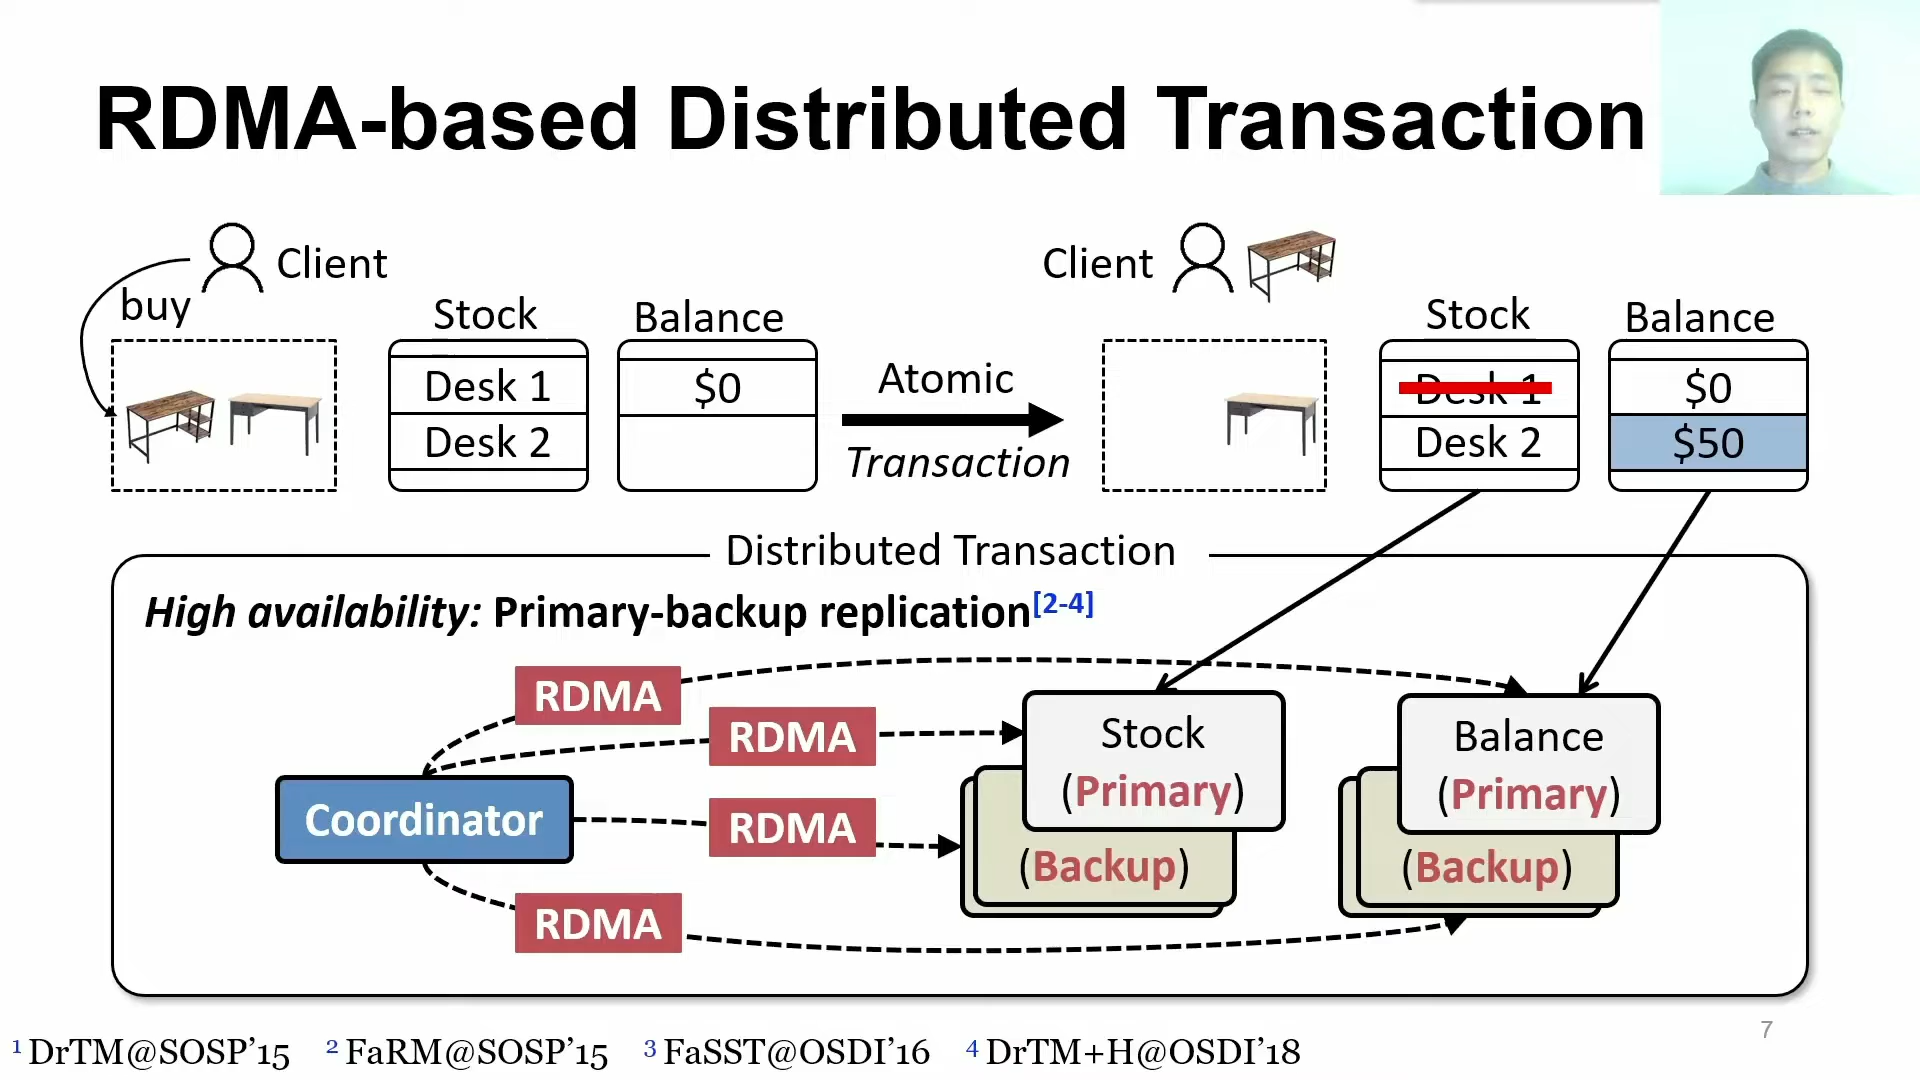 RDMA-based Distributed Transaction
Client
buy
Stock
Balance
Desk 1
$0
Desk 2
Atomic
Transaction
Client
Stock
Balance
Desk 1
$0
Desk 2
$50
Distributed Transaction
High availability: Primary-backup replication[2-4]
RDMA
RDMA
Coordinator
RDMA
RDMA
Stock
(Primary)
(Backup)
Balance
(Primary)
(Backup)
7
1 DrTM@SOSP’15 2 FaRM@SOSP’15 3 FaSST@OSDI’16 4 DrTM+H@OSDI’18